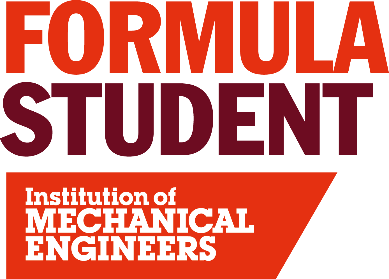 FORMULA
STUDENT
Institution of
MECHANICAL
ENGINEERS